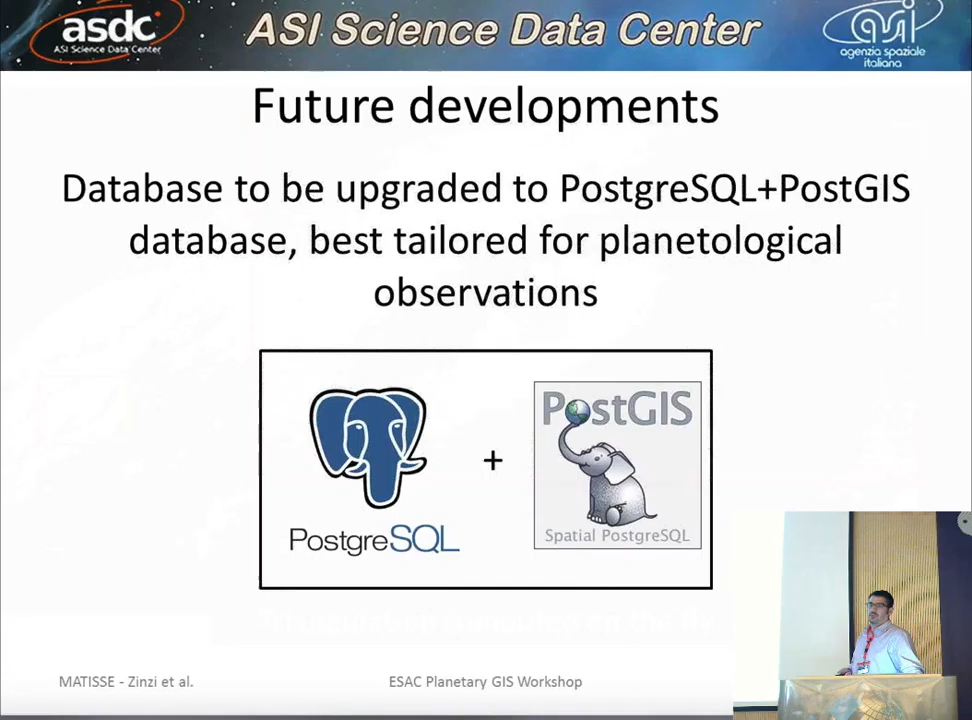 asdc
ASI Science Data Center
ASI Science Data Center
asi
agenzia spaziale
italiana
Future developments
Database to be upgraded to PostgreSQL+PostGIS
database, best tailored for planetological
observations
PostgreSQL
+
PostGIS
Spatial PostgreSQL
MATISSE - Zinzi et al.
ESAC Planetary GIS Workshop